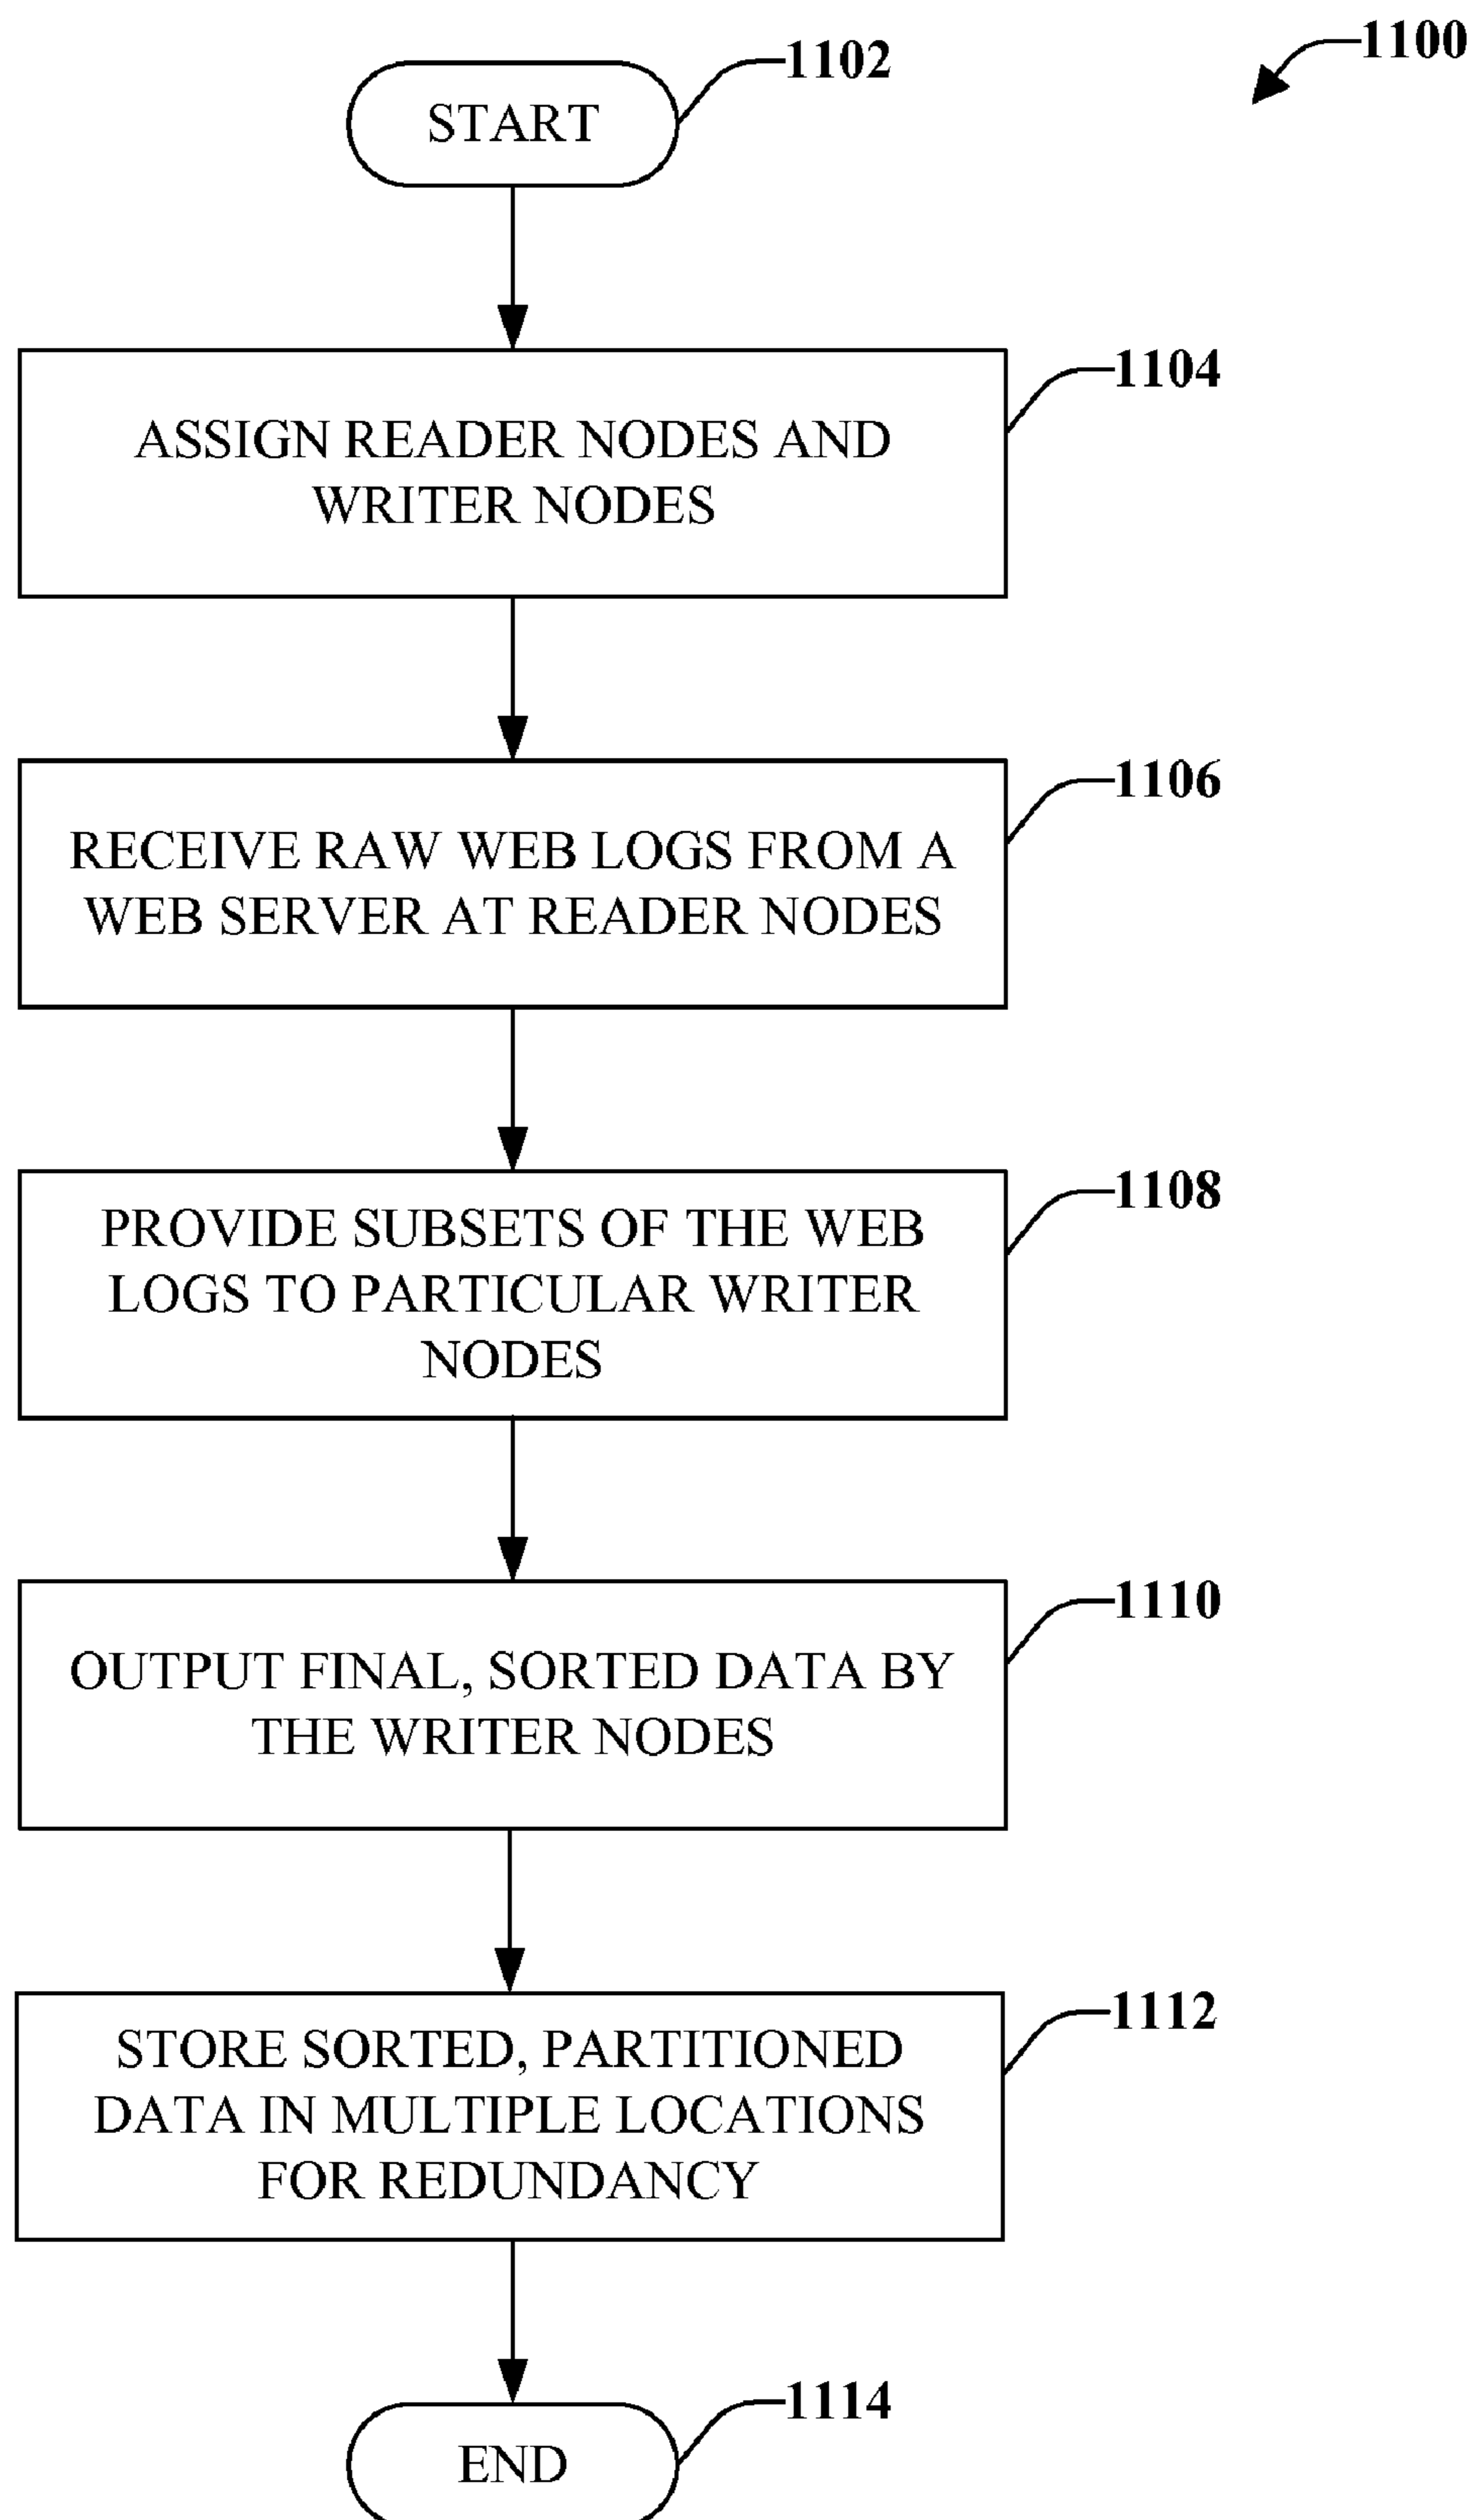 1100
1102
START
1104
ASSIGN READER NODES AND
WRITER NODES
1106
RECEIVE RAW WEB LOGS FROM A
WEB SERVER AT READER NODES
1108
PROVIDE SUBSETS OF THE WEB
LOGS TO PARTICULAR WRITER
NODES
1110
OUTPUT FINAL, SORTED DATA BY
THE WRITER NODES
1112
STORE SORTED, PARTITIONED
DATA IN MULTIPLE LOCATIONS
FOR REDUNDANCY
1114
END